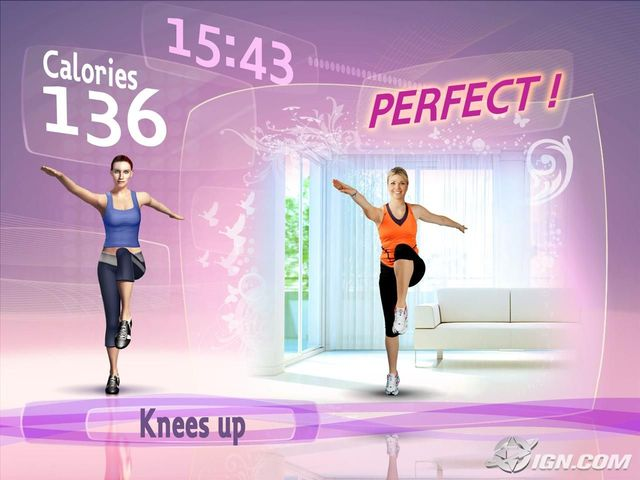 15:43
Calories
136
PERFECT !
Knees up
IGN.COM